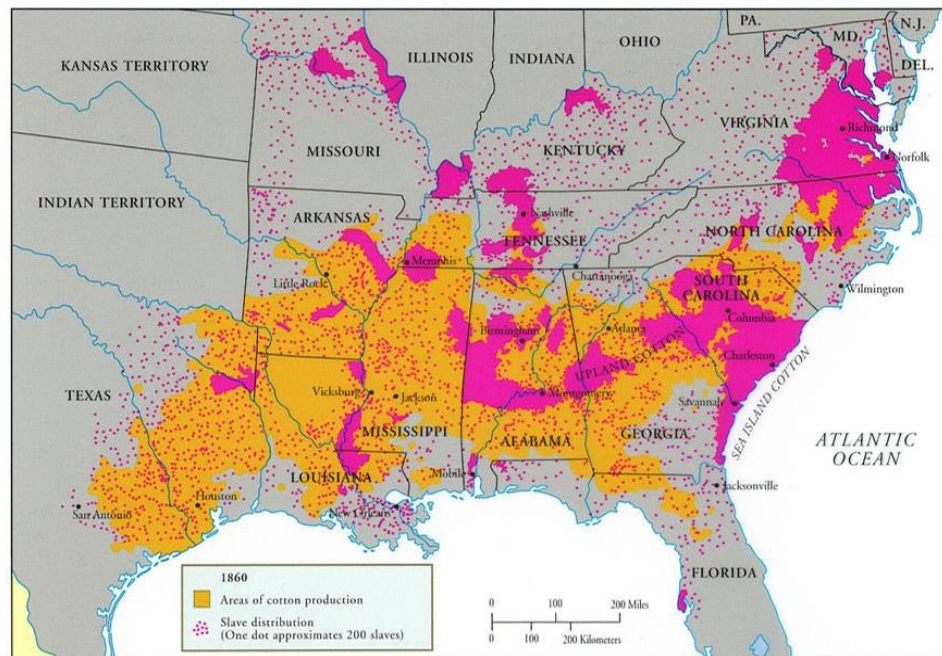 PA.
N.J.
OHIO
MD.
ILLINOIS
INDIANA
DEL.
KANSAS TERRITORY
VIRGINIA
Richmond
MISSOURI
KENTUCKY
Norfolk
INDIAN TERRITORY
ARKANSAS
Nashville
TENNESSEE
NORTH CAROLINA
Memphis
Chattanooga
Little Rock
SOUTH
CAROLINA
Wilmington
Columbia
Birmingham
Atlanta
UPLAND COTTON
Charleston
TEXAS
Vicksburg
Jackson
Montgomery
Savannah
SEA ISLAND COTTON
MISSISSIPPI
ALABAMA
GEORGIA
ATLANTIC
OCEAN
LOUISIANA
Mobile
Jacksonville
Houston
San Antonio
New Orleans
FLORIDA
1860
Areas of cotton production
Slave distribution
(One dot approximates 200 slaves)
0 100 200 Miles
0 100 200 Kilometers